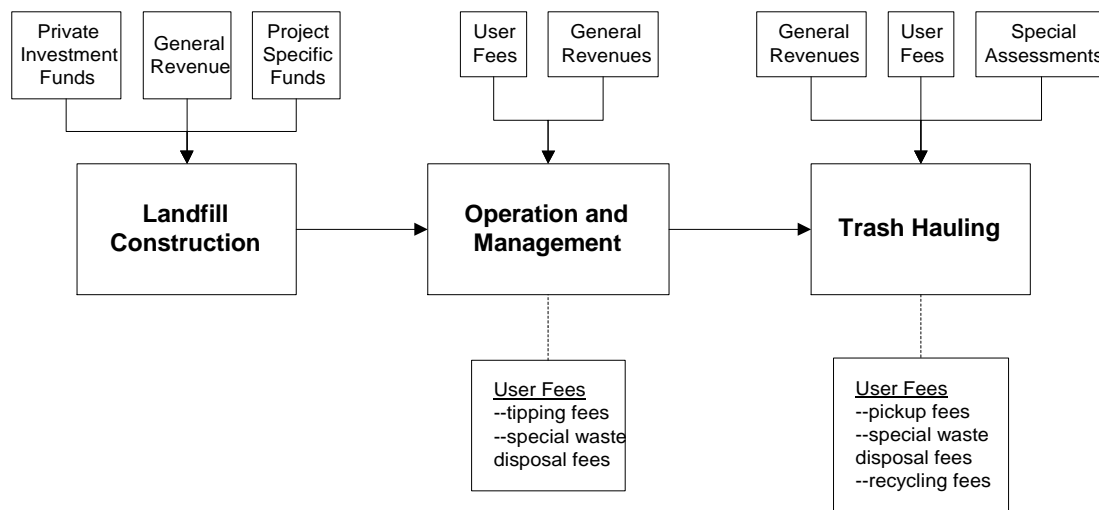 Private
Investment
Funds
General
Revenue
Project
Specific
Funds
User
Fees
General
Revenues
General
Revenues
User
Fees
Special
Assessments
Landfill
Construction
Operation and
Management
Trash Hauling
User Fees
--tipping fees
--special waste
disposal fees
User Fees
--pickup fees
--special waste
disposal fees
--recycling fees